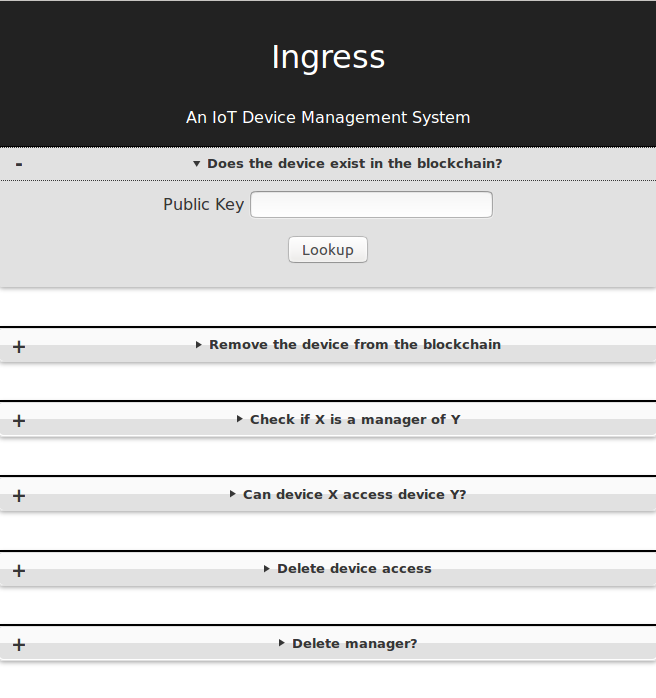 Ingress
An IoT Device Management System
- ▾ Does the device exist in the blockchain?
Public Key
Lookup
+ ▸ Remove the device from the blockchain
+ ▸ Check if X is a manager of Y
+ ▸ Can device X access device Y?
+ ▸ Delete device access
+ ▸ Delete manager?